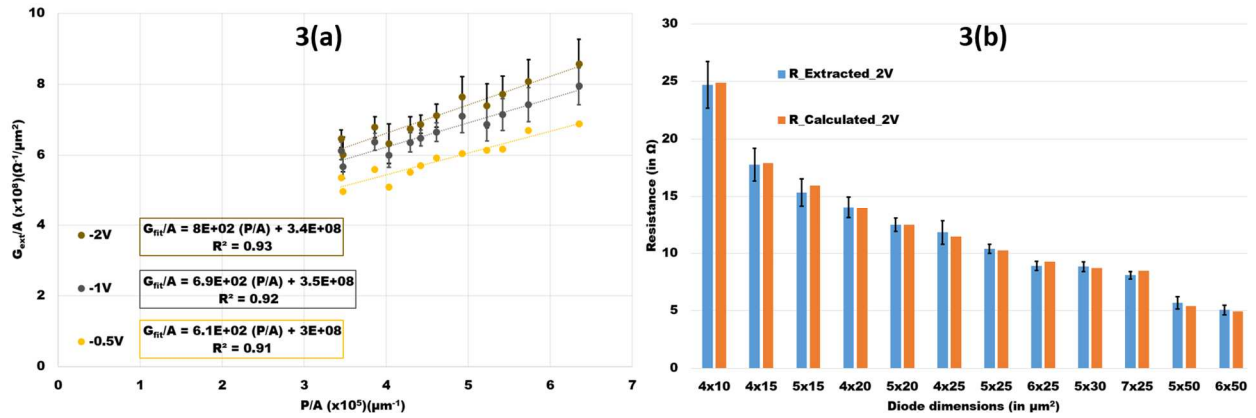 3(a)
10
8
6
4
2
0
G_ext/A (x10⁸)(Ω⁻¹/µm²)
-2V
G_fit/A = 8E+02 (P/A) + 3.4E+08
R² = 0.93
-1V
G_fit/A = 6.9E+02 (P/A) + 3.5E+08
R² = 0.92
-0.5V
G_fit/A = 6.1E+02 (P/A) + 3E+08
R² = 0.91
0 1 2 3 4 5 6 7
P/A (x10⁵)(µm⁻¹)
3(b)
30
25
20
15
10
5
0
Resistance (in Ω)
R_Extracted_2V
R_Calculated_2V
4x10 4x15 5x15 4x20 5x20 4x25 5x25 6x25 5x30 7x25 5x50 6x50
Diode dimensions (in µm²)